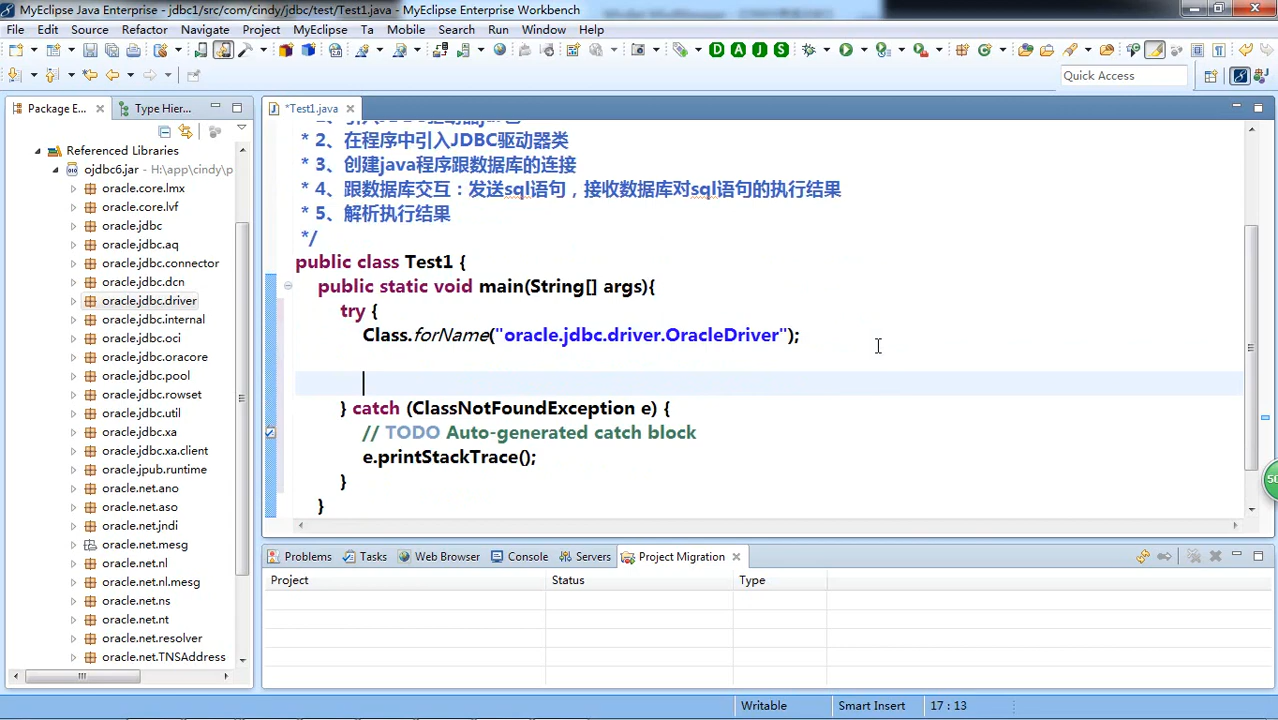 MyEclipse Java Enterprise - jdbc1/src/com/cindy/jdbc/test/Test1.java - MyEclipse Enterprise Workbench
File Edit Source Refactor Navigate Project MyEclipse Ta Mobile Search Run Window Help
Quick Access
Package E...
Type Hier...
Referenced Libraries
ojdbc6.jar - H:\app\cindy\p
oracle.core.lmx
oracle.core.lvf
oracle.jdbc
oracle.jdbc.aq
oracle.jdbc.connector
oracle.jdbc.dcn
oracle.jdbc.driver
oracle.jdbc.internal
oracle.jdbc.oci
oracle.jdbc.oracore
oracle.jdbc.pool
oracle.jdbc.rowset
oracle.jdbc.util
oracle.jdbc.xa
oracle.jdbc.xa.client
oracle.jpub.runtime
oracle.net.ano
oracle.net.aso
oracle.net.jndi
oracle.net.mesg
oracle.net.nl
oracle.net.nl.mesg
oracle.net.ns
oracle.net.nt
oracle.net.resolver
oracle.net.TNSAddress
*Test1.java
* 2、在程序中引入JDBC驱动器类
* 3、创建java程序跟数据库的连接
* 4、跟数据库交互：发送sql语句，接收数据库对sql语句的执行结果
* 5、解析执行结果
*/
public class Test1 {
public static void main(String[] args){
try {
Class.forName("oracle.jdbc.driver.OracleDriver");
} catch (ClassNotFoundException e) {
// TODO Auto-generated catch block
e.printStackTrace();
}
}
Problems Tasks Web Browser Console Servers Project Migration
Project Status Type
Writable Smart Insert 17 : 13